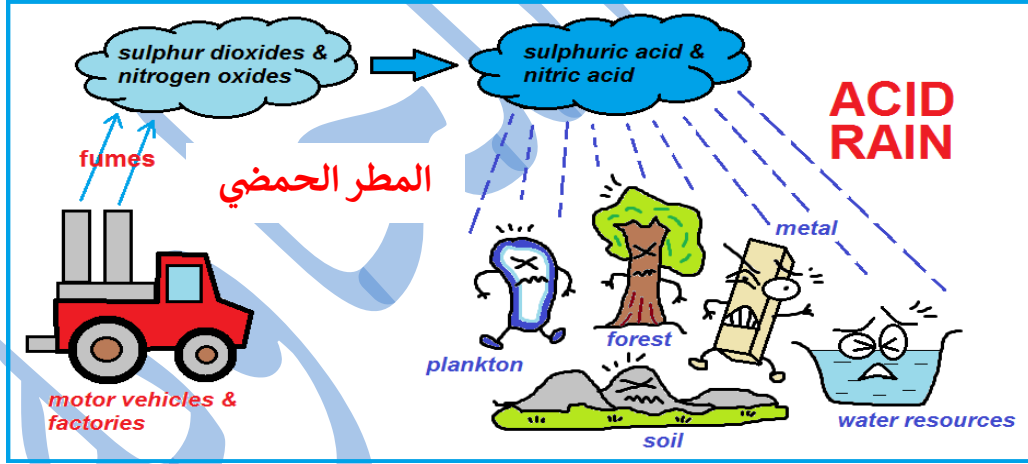 sulphur dioxides &
nitrogen oxides
sulphuric acid &
nitric acid
ACID
RAIN
fumes
المطر الحمضي
metal
plankton
forest
motor vehicles &
factories
soil
water resources